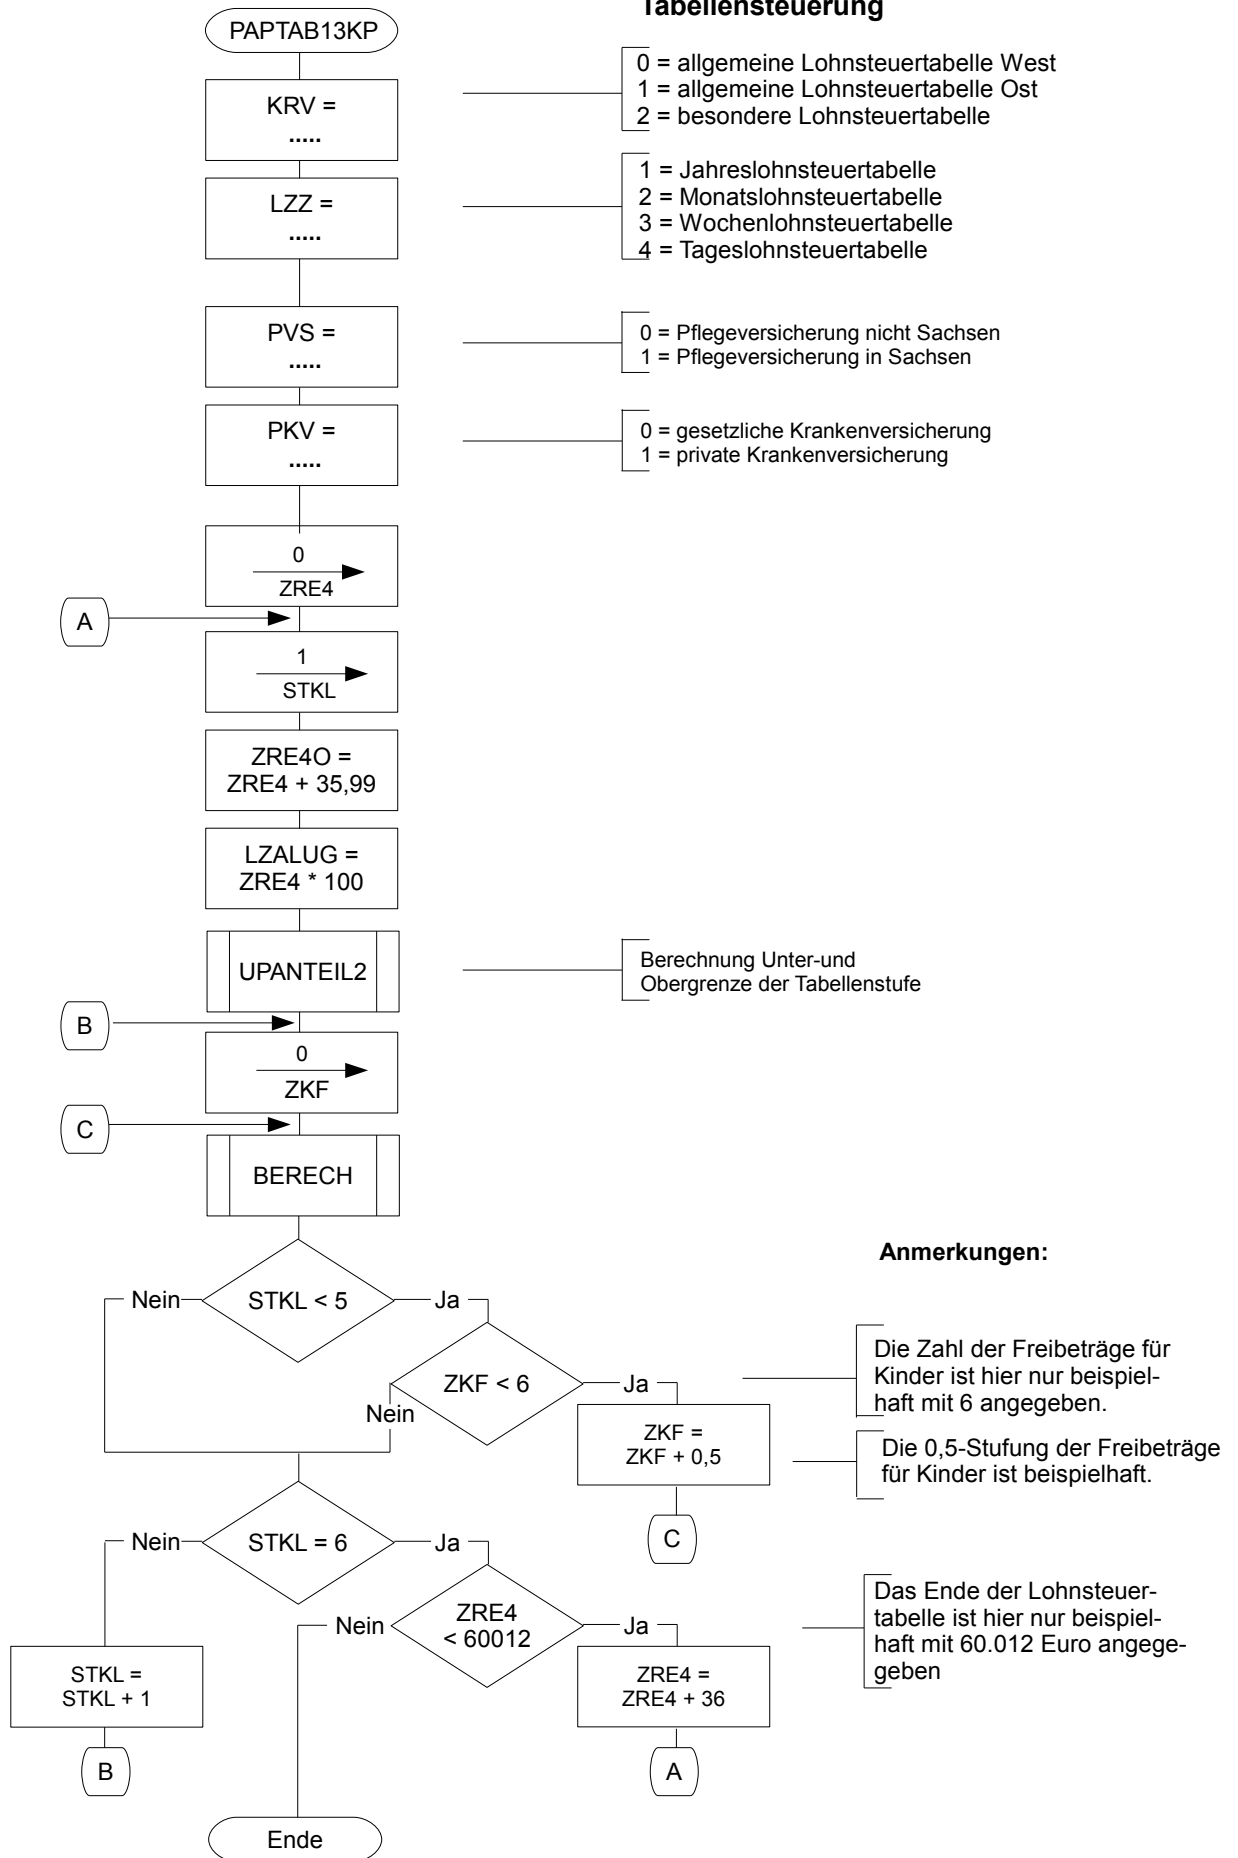 Tabellensteuerung
PAPTAB13KP
0 = allgemeine Lohnsteuertabelle West
1 = allgemeine Lohnsteuertabelle Ost
2 = besondere Lohnsteuertabelle
KRV =
.....
1 = Jahreslohnsteuertabelle
2 = Monatslohnsteuertabelle
3 = Wochenlohnsteuertabelle
4 = Tageslohnsteuertabelle
LZZ =
.....
PVS =
.....
0 = Pflegeversicherung nicht Sachsen
1 = Pflegeversicherung in Sachsen
PKV =
.....
0 = gesetzliche Krankenversicherung
1 = private Krankenversicherung
0
ZRE4
A
1
STKL
ZRE4O =
ZRE4 + 35,99
LZALUG =
ZRE4 * 100
UPANTEIL2
Berechnung Unter-und
Obergrenze der Tabellenstufe
B
0
ZKF
C
BERECH
Anmerkungen:
Nein
STKL < 5
Ja
Die Zahl der Freibeträge für
Kinder ist hier nur beispiel-
haft mit 6 angegeben.
ZKF < 6
Ja
Nein
ZKF =
ZKF + 0,5
Die 0,5-Stufung der Freibeträge
für Kinder ist beispielhaft.
C
Nein
STKL = 6
Ja
Das Ende der Lohnsteuer-
tabelle ist hier nur beispiel-
haft mit 60.012 Euro angege-
geben
Nein
ZRE4
< 60012
Ja
STKL =
STKL + 1
ZRE4 =
ZRE4 + 36
B
A
Ende